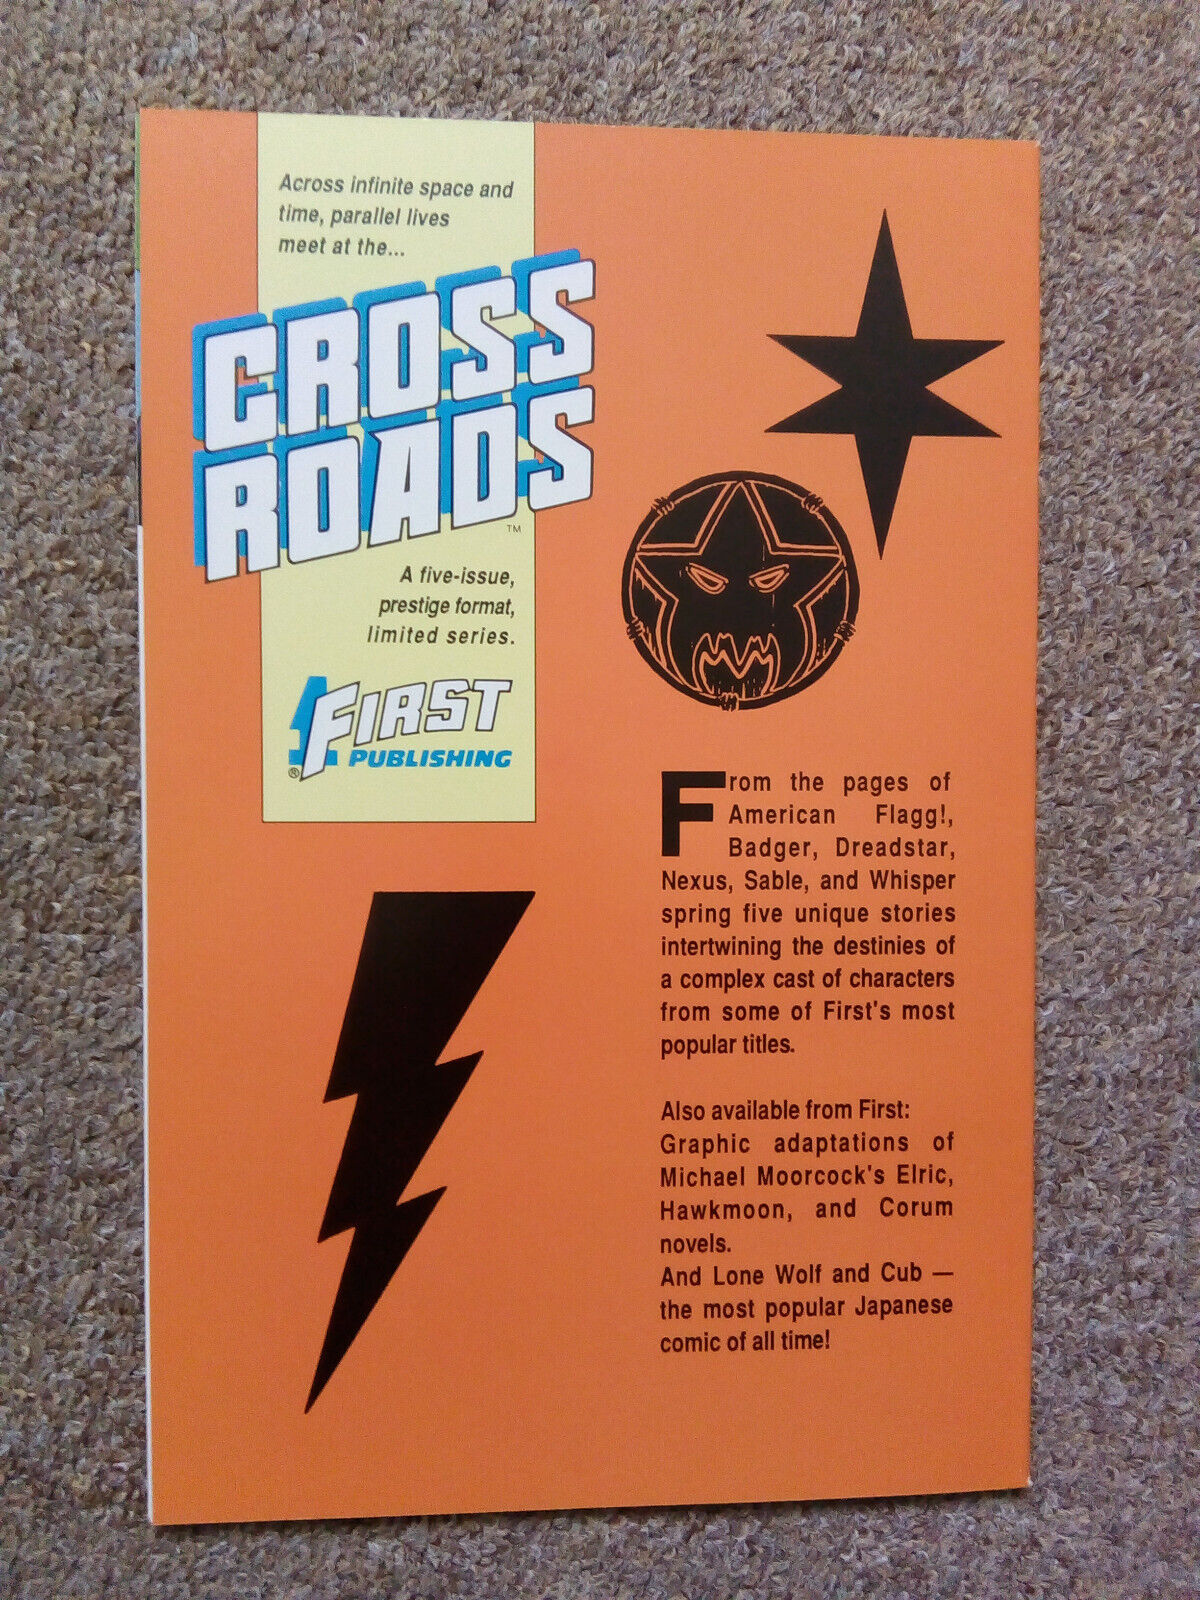 Across infinite space and
time, parallel lives
meet at the...
CROSS
ROADS
™
A five-issue,
prestige format,
limited series.
1FIRST
PUBLISHING
®
From the pages of
American Flagg!,
Badger, Dreadstar,
Nexus, Sable, and Whisper
spring five unique stories
intertwining the destinies of
a complex cast of characters
from some of First's most
popular titles.
Also available from First:
Graphic adaptations of
Michael Moorcock's Elric,
Hawkmoon, and Corum
novels.
And Lone Wolf and Cub —
the most popular Japanese
comic of all time!